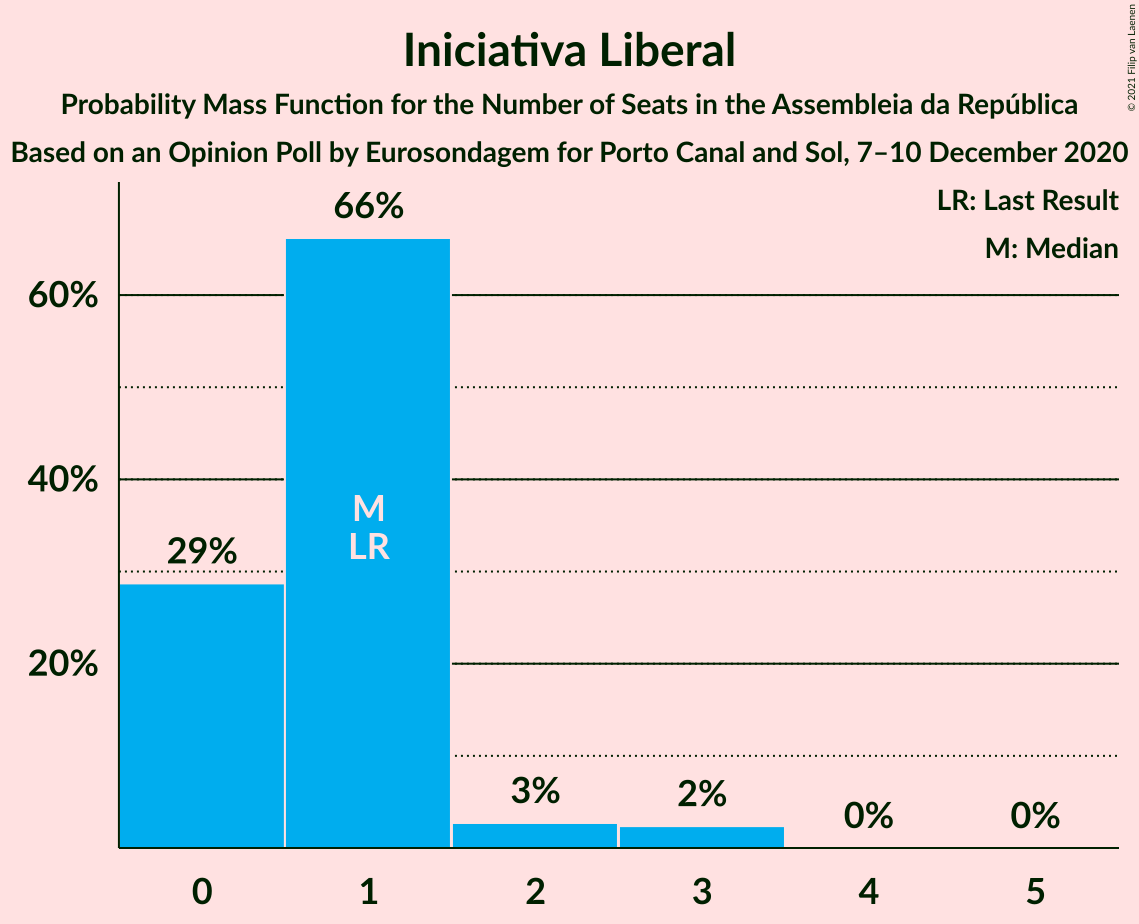 Iniciativa Liberal
Probability Mass Function for the Number of Seats in the Assembleia da República
Based on an Opinion Poll by Eurosondagem for Porto Canal and Sol, 7–10 December 2020
© 2021 Filip van Laenen
LR: Last Result
M: Median
66%
60%
40%
M
LR
29%
20%
3%
2%
0%
0%
0
1
2
3
4
5